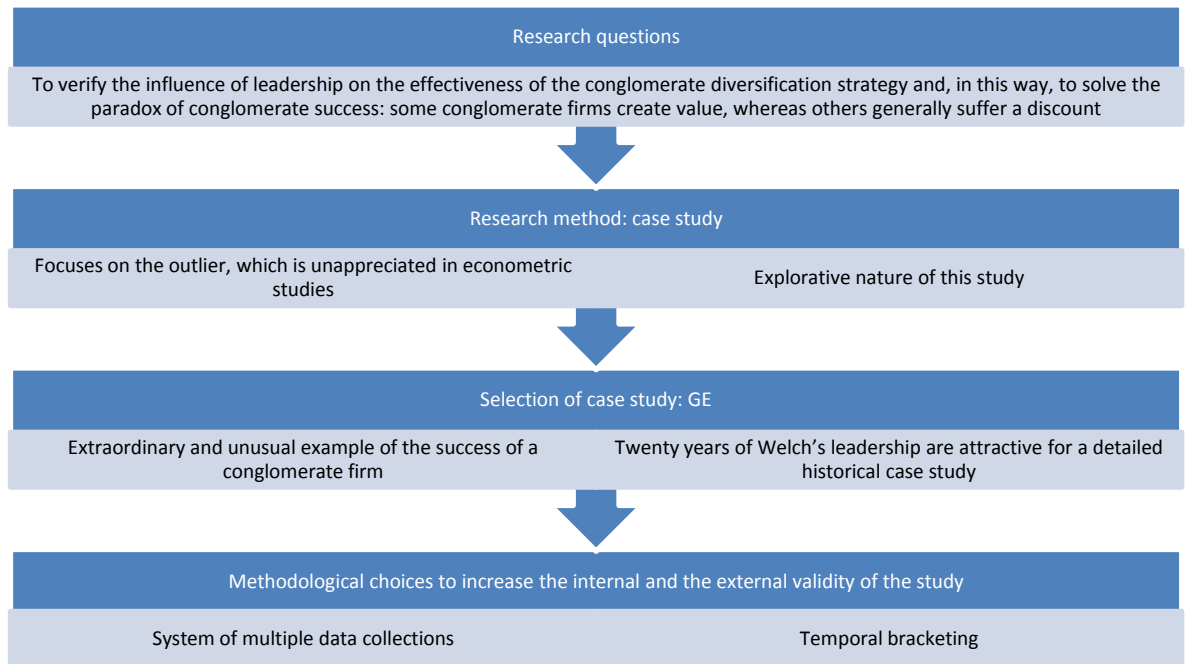 Research questions
To verify the influence of leadership on the effectiveness of the conglomerate diversification strategy and, in this way, to solve the
paradox of conglomerate success: some conglomerate firms create value, whereas others generally suffer a discount
Research method: case study
Focuses on the outlier, which is unappreciated in econometric
studies
Explorative nature of this study
Selection of case study: GE
Extraordinary and unusual example of the success of a
conglomerate firm
Twenty years of Welch’s leadership are attractive for a detailed
historical case study
Methodological choices to increase the internal and the external validity of the study
System of multiple data collections
Temporal bracketing